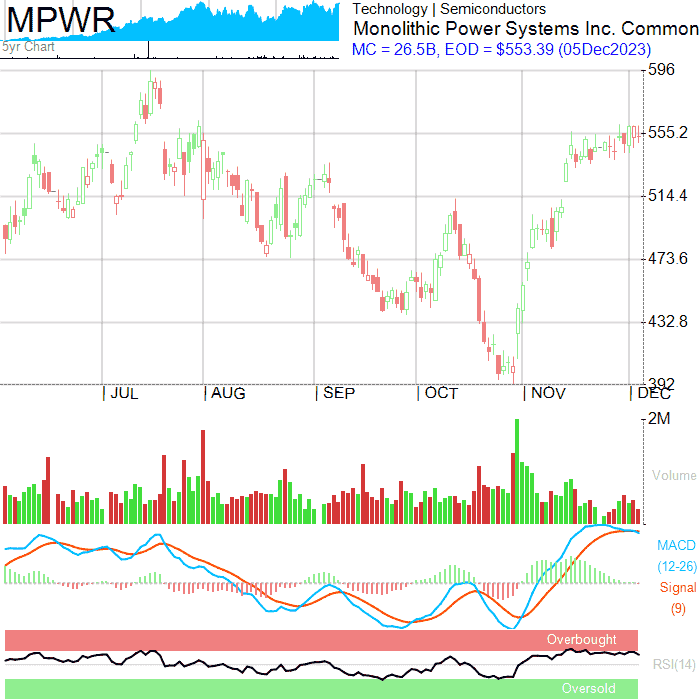 MPWR
5yr Chart
Technology | Semiconductors
Monolithic Power Systems Inc. Common
MC = 26.5B, EOD = $553.39 (05Dec2023)
596
555.2
514.4
473.6
432.8
392
JUL
AUG
SEP
OCT
NOV
DEC
2M
Volume
MACD
(12-26)
Signal
(9)
Overbought
RSI(14)
Oversold